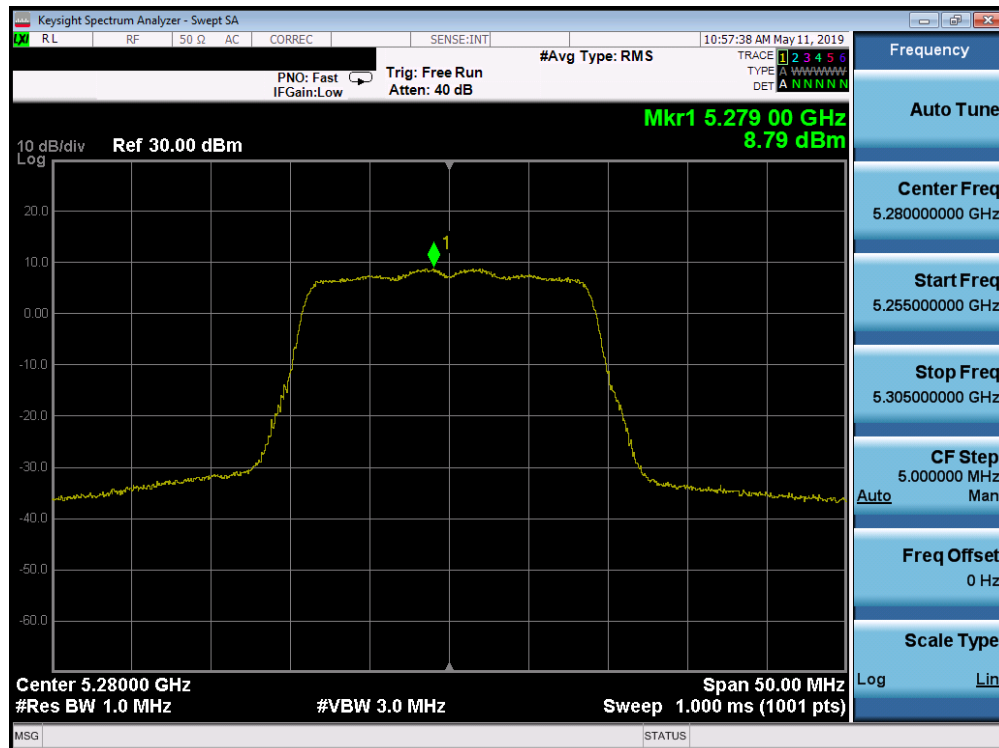 Keysight Spectrum Analyzer - Swept SA
LXI RL RF 50 Ω AC CORREC SENSE:INT 10:57:38 AM May 11, 2019
#Avg Type: RMS
PNO: Fast
IFGain:Low
Trig: Free Run
Atten: 40 dB
TRACE 1 2 3 4 5 6
TYPE A WWWWW
DET A N N N N N
Mkr1 5.279 00 GHz
8.79 dBm
10 dB/div Ref 30.00 dBm
Log
20.0
10.0
0.00
-10.0
-20.0
-30.0
-40.0
-50.0
-60.0
1
Center 5.28000 GHz Span 50.00 MHz
#Res BW 1.0 MHz #VBW 3.0 MHz Sweep 1.000 ms (1001 pts)
MSG STATUS
Frequency
Auto Tune
Center Freq
5.280000000 GHz
Start Freq
5.255000000 GHz
Stop Freq
5.305000000 GHz
CF Step
5.000000 MHz
Auto Man
Freq Offset
0 Hz
Scale Type
Log Lin